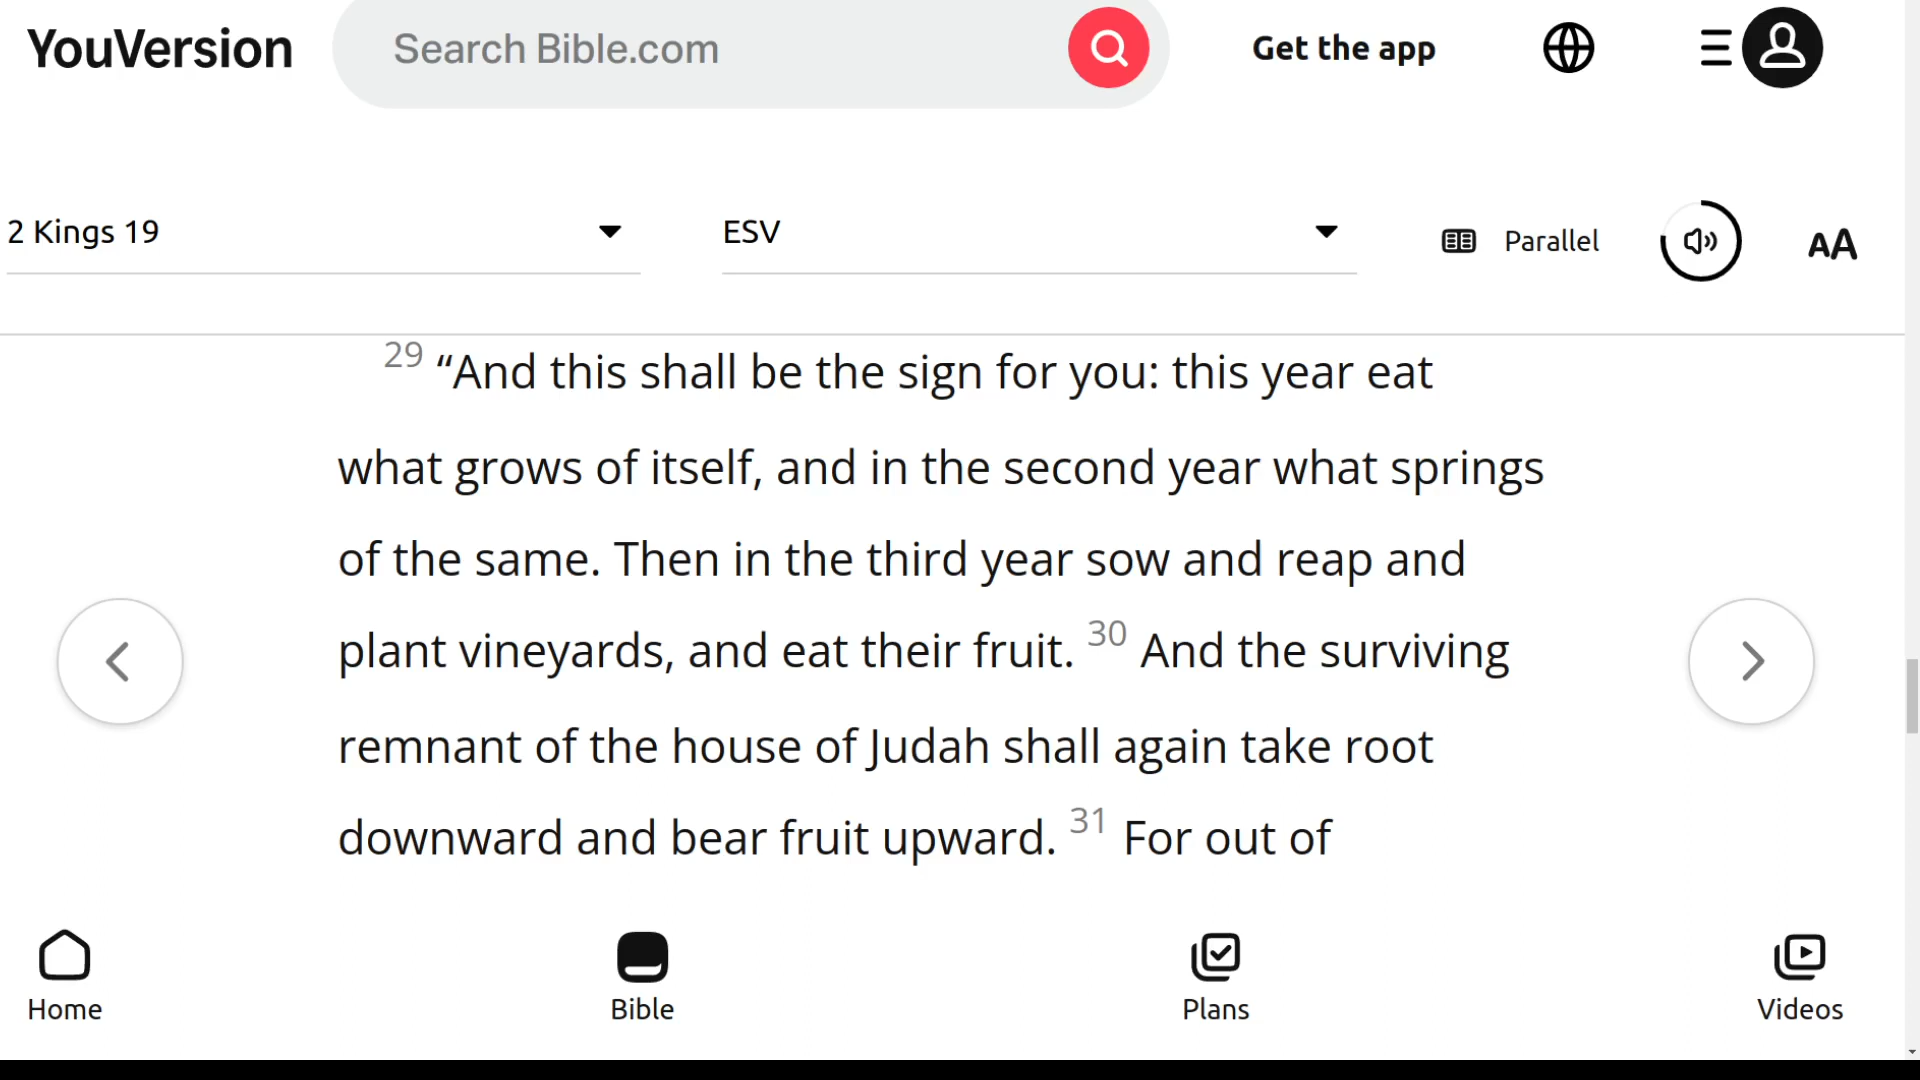 YouVersion
Search Bible.com
Get the app
2 Kings 19
ESV
Parallel
AA
29 “And this shall be the sign for you: this year eat
what grows of itself, and in the second year what springs
of the same. Then in the third year sow and reap and
plant vineyards, and eat their fruit. 30 And the surviving
remnant of the house of Judah shall again take root
downward and bear fruit upward. 31 For out of
Home
Bible
Plans
Videos